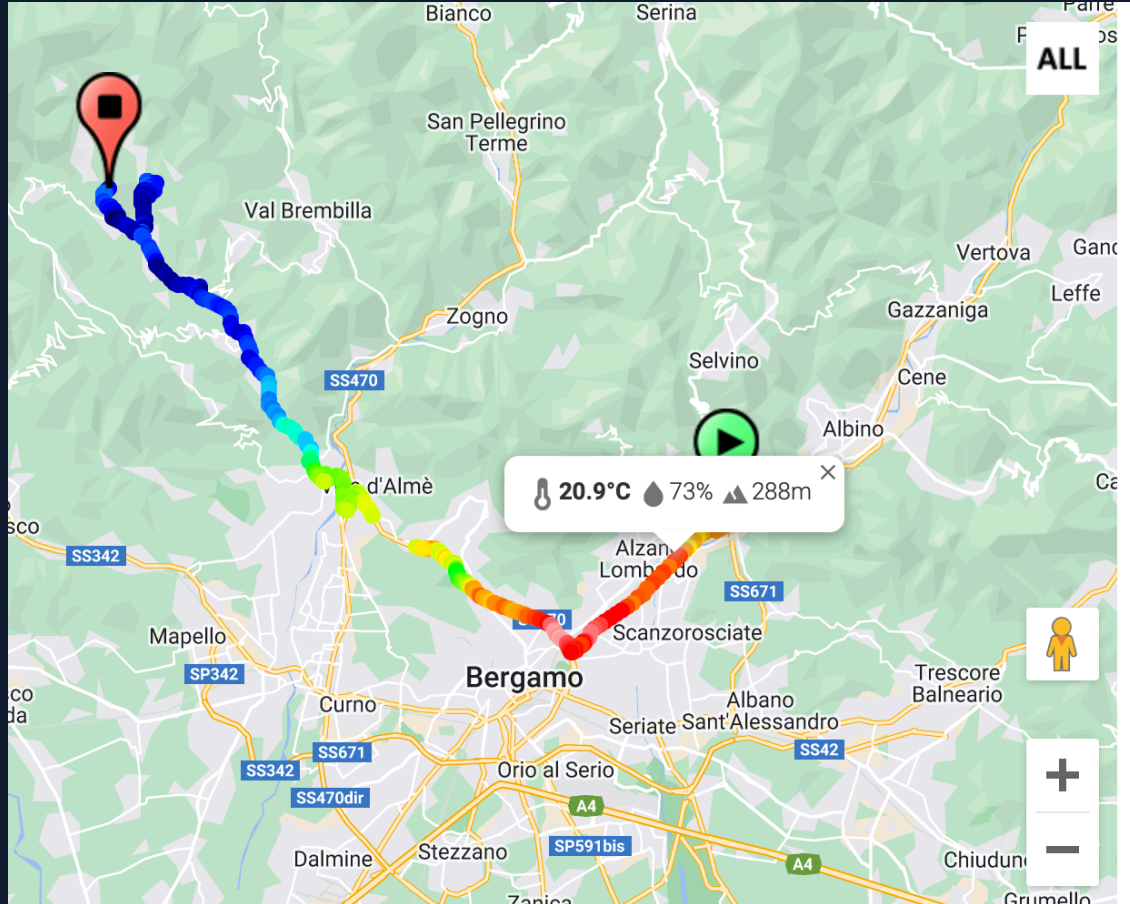 Bianco
Serina
Parre
ALL
San Pellegrino
Terme
Val Brembilla
Vertova
Leffe
Gazzaniga
Zogno
Selvino
SS470
Cene
Albino
d'Almè
20.9°C 73% 288m
SS342
Lombardo
SS671
Scanzorosciate
Mapello
Bergamo
SP342
Trescore
Balneario
Curno
Albano
Sant'Alessandro
Seriate
SS671
SS42
SS342
Orio al Serio
SS470dir
A4
SP591bis
Dalmine
Stezzano
A4